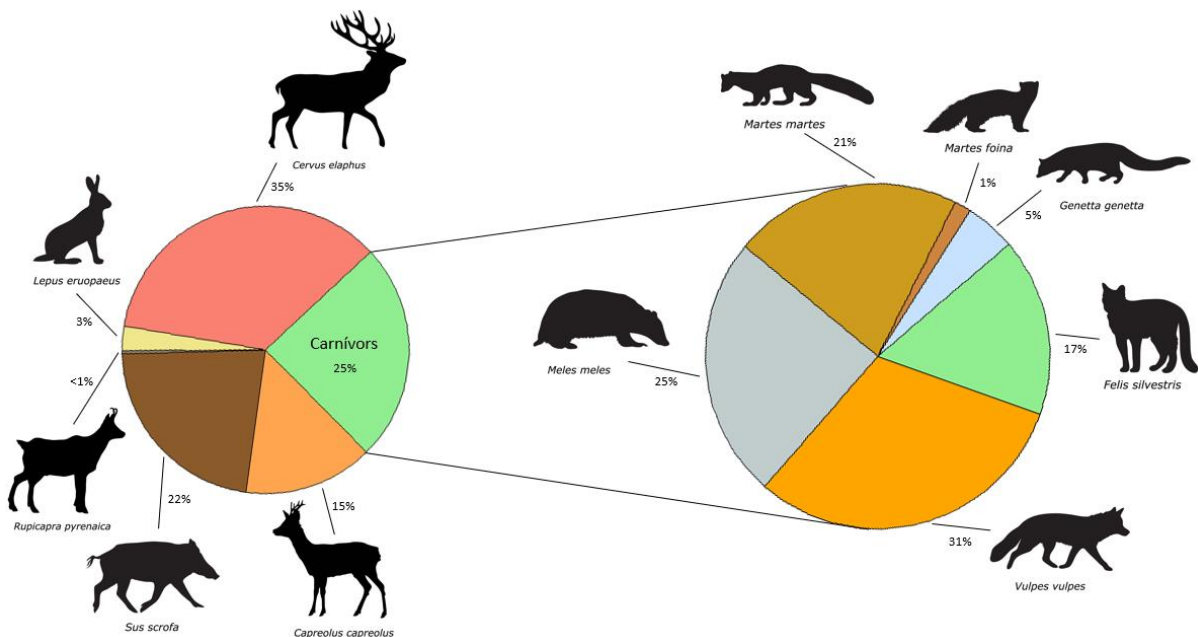 Cervus elaphus
35%
Lepus eruopaeus
3%
<1%
Rupicapra pyrenaica
22%
Sus scrofa
15%
Capreolus capreolus
Carnívors
25%
Martes martes
21%
Martes foina
1%
Genetta genetta
5%
Felis silvestris
17%
Meles meles
25%
Vulpes vulpes
31%